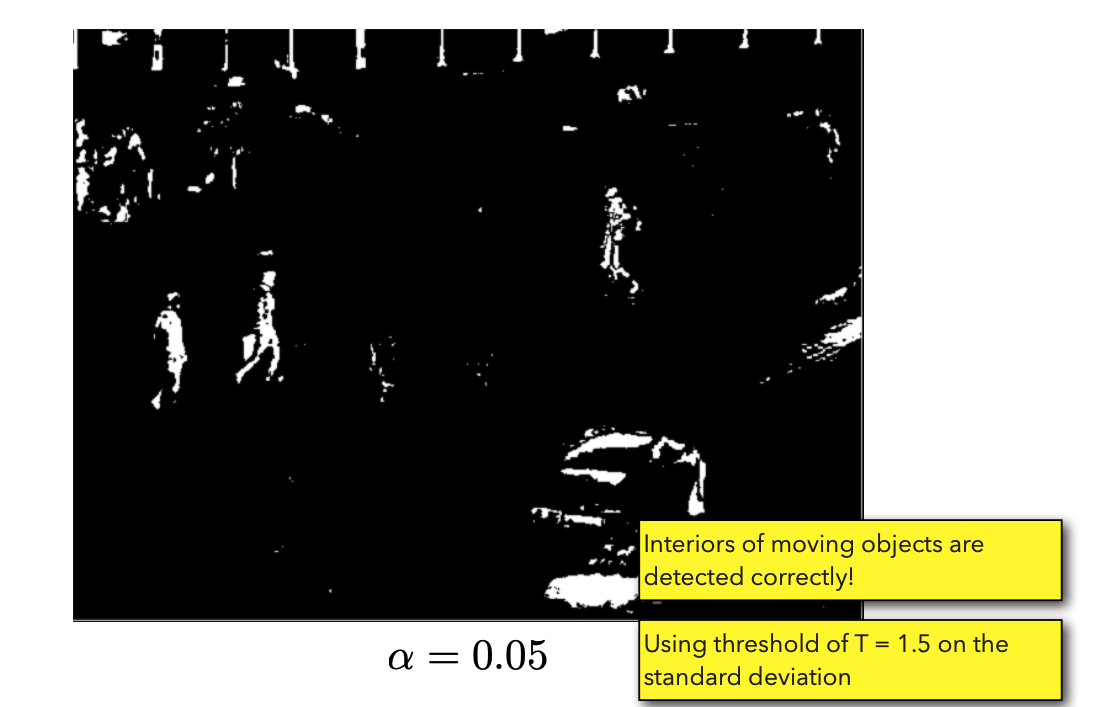 Interiors of moving objects are
detected correctly!
α = 0.05
Using threshold of T = 1.5 on the
standard deviation